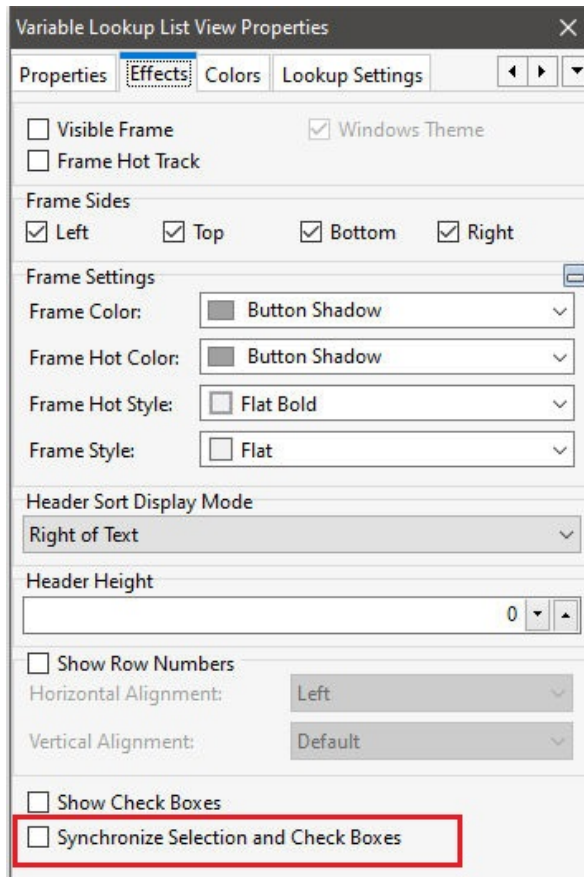 Variable Lookup List View Properties
Properties Effects Colors Lookup Settings
Visible Frame Windows Theme
Frame Hot Track
Frame Sides
Left Top Bottom Right
Frame Settings
Frame Color: Button Shadow
Frame Hot Color: Button Shadow
Frame Hot Style: Flat Bold
Frame Style: Flat
Header Sort Display Mode
Right of Text
Header Height
0
Show Row Numbers
Horizontal Alignment: Left
Vertical Alignment: Default
Show Check Boxes
Synchronize Selection and Check Boxes